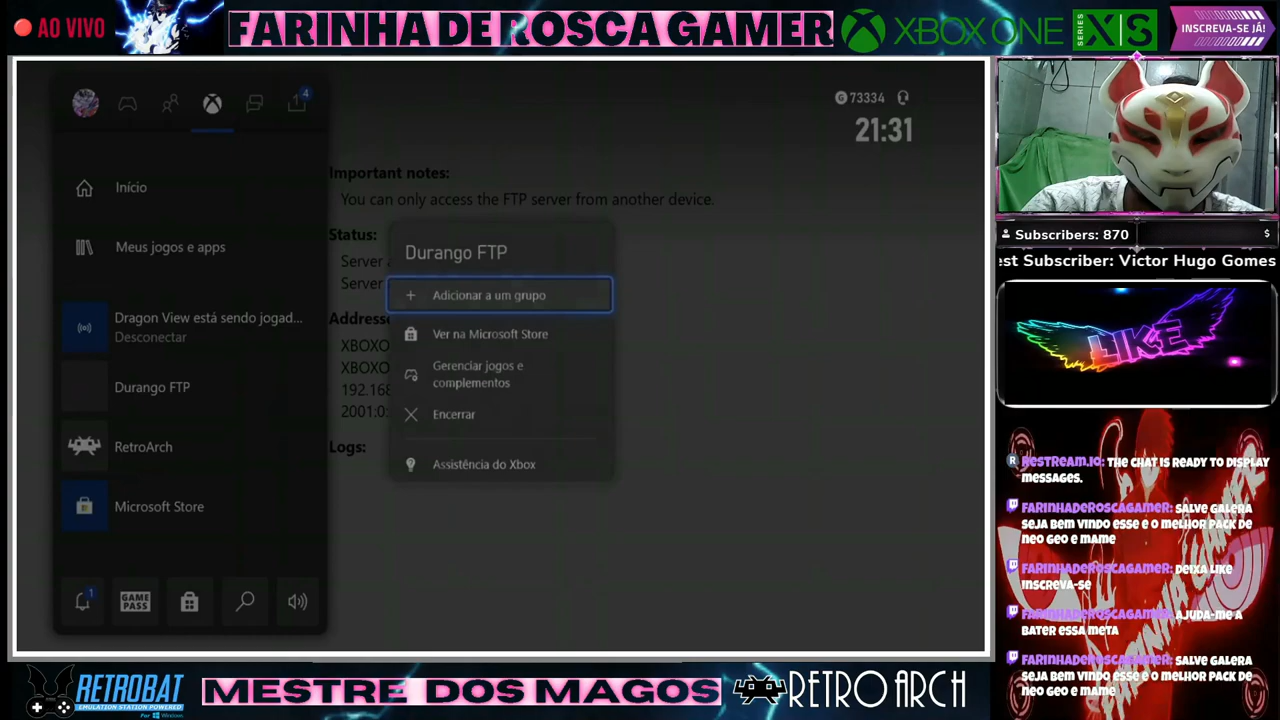 AO VIVO
FARINHA DE ROSCA GAMER
XBOX ONE
SERIES X|S
INSCREVA-SE JÁ!
4
73334
21:31
Início
Meus jogos e apps
Dragon View está sendo jogad...
Desconectar
Durango FTP
RetroArch
Microsoft Store
1
GAME PASS
Important notes:
You can only access the FTP server from another device.
Status:
Server
Server
Addresse
XBOXO
XBOXO
192.168
2001:0:
Logs:
Durango FTP
Adicionar a um grupo
Ver na Microsoft Store
Gerenciar jogos e
complementos
Encerrar
Assistência do Xbox
Subscribers: 870
$
est Subscriber: Victor Hugo Gomes
LIKE
Restream.io: The chat is ready to display
messages.
farinhaderoscagamer: salve galera
seja bem vindo esse e o melhor pack de
neo geo e mame
farinhaderoscagamer: deixa like
inscreva-se
farinhaderoscagamer: ajuda-me a
bater essa meta
farinhaderoscagamer: salve galera
seja bem vindo esse e o melhor pack de
neo geo e mame
RETROBAT
EMULATION STATION POWERED
For Windows
MESTRE DOS MAGOS
RETROARCH